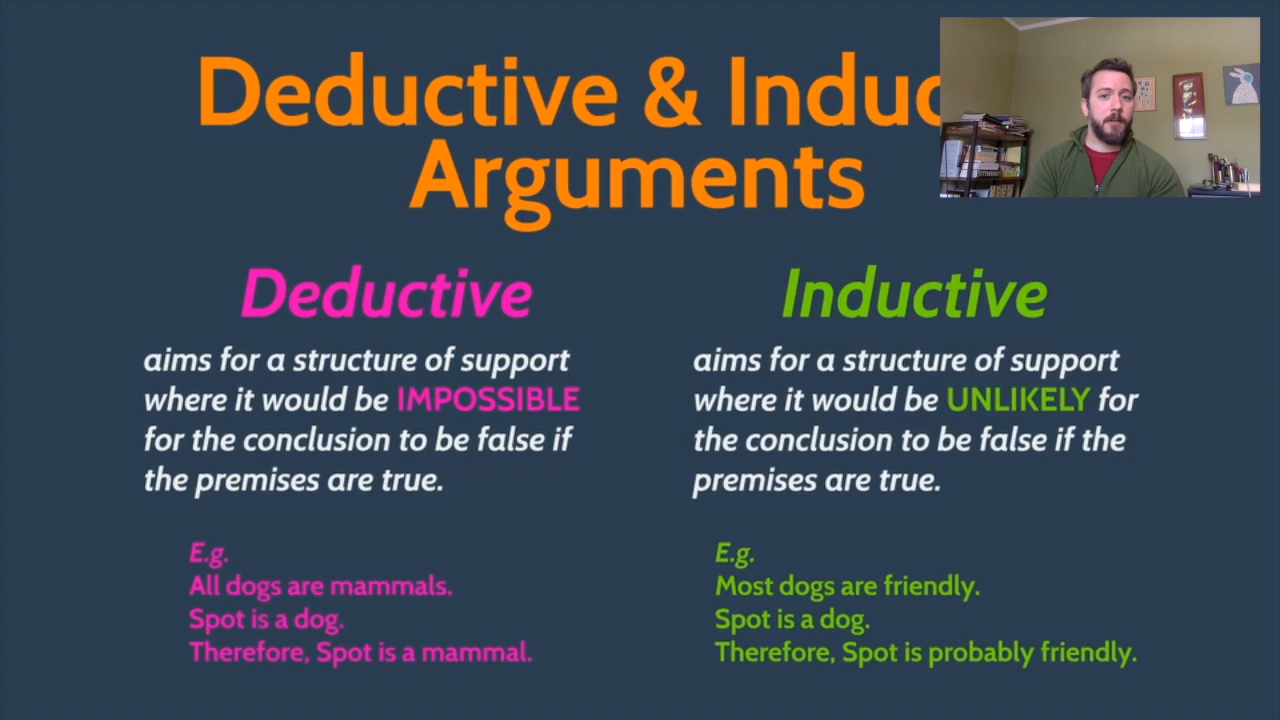 Deductive & Induc
Arguments
Deductive
aims for a structure of support
where it would be IMPOSSIBLE
for the conclusion to be false if
the premises are true.
E.g.
All dogs are mammals.
Spot is a dog.
Therefore, Spot is a mammal.
Inductive
aims for a structure of support
where it would be UNLIKELY for
the conclusion to be false if the
premises are true.
E.g.
Most dogs are friendly.
Spot is a dog.
Therefore, Spot is probably friendly.